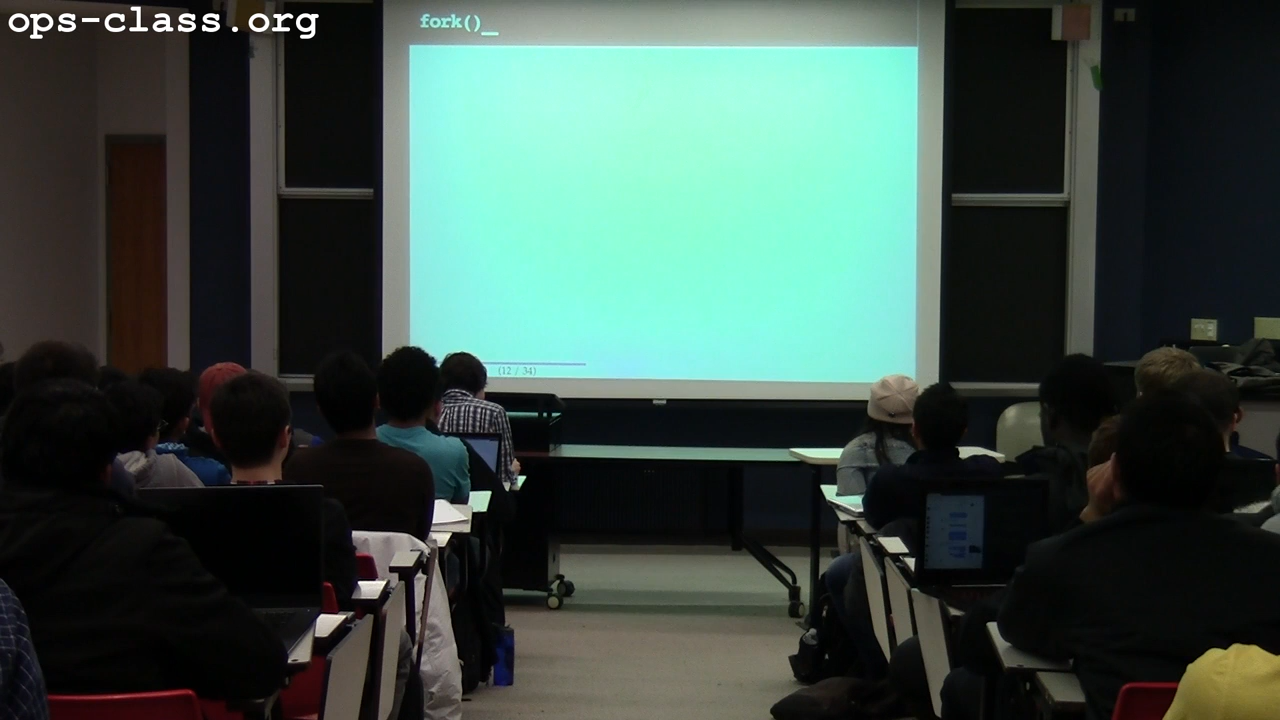 ops-class.org
fork()_
(12 / 34)